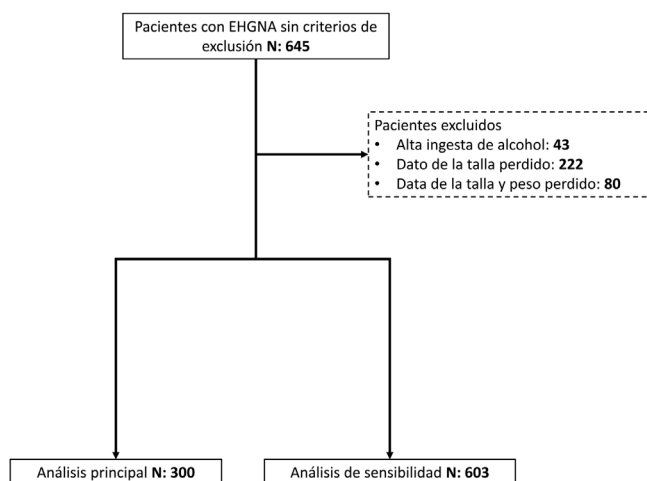 Pacientes con EHGNA sin criterios de
exclusión N: 645
Pacientes excluidos
• Alta ingesta de alcohol: 43
• Dato de la talla perdido: 222
• Data de la talla y peso perdido: 80
Análisis principal N: 300
Análisis de sensibilidad N: 603